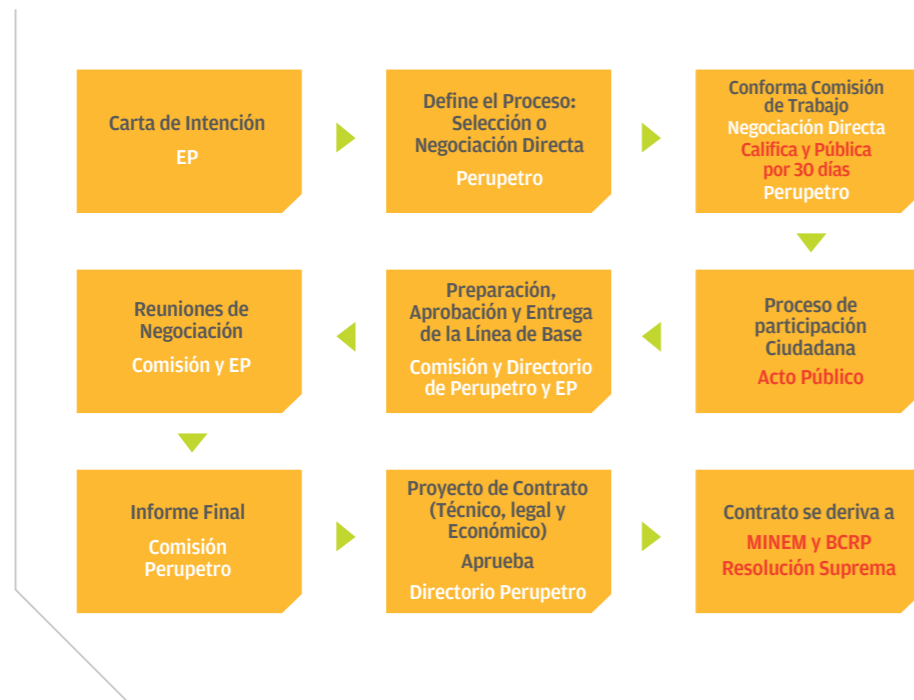 Carta de Intención
EP
Define el Proceso:
Selección o
Negociación Directa
Perupetro
Conforma Comisión
de Trabajo
Negociación Directa
Califica y Pública
por 30 días
Perupetro
Proceso de
participación
Ciudadana
Acto Público
Preparación,
Aprobación y Entrega
de la Línea de Base
Comisión y Directorio
de Perupetro y EP
Reuniones de
Negociación
Comisión y EP
Informe Final
Comisión
Perupetro
Proyecto de Contrato
(Técnico, legal y
Económico)
Aprueba
Directorio Perupetro
Contrato se deriva a
MINEM y BCRP
Resolución Suprema